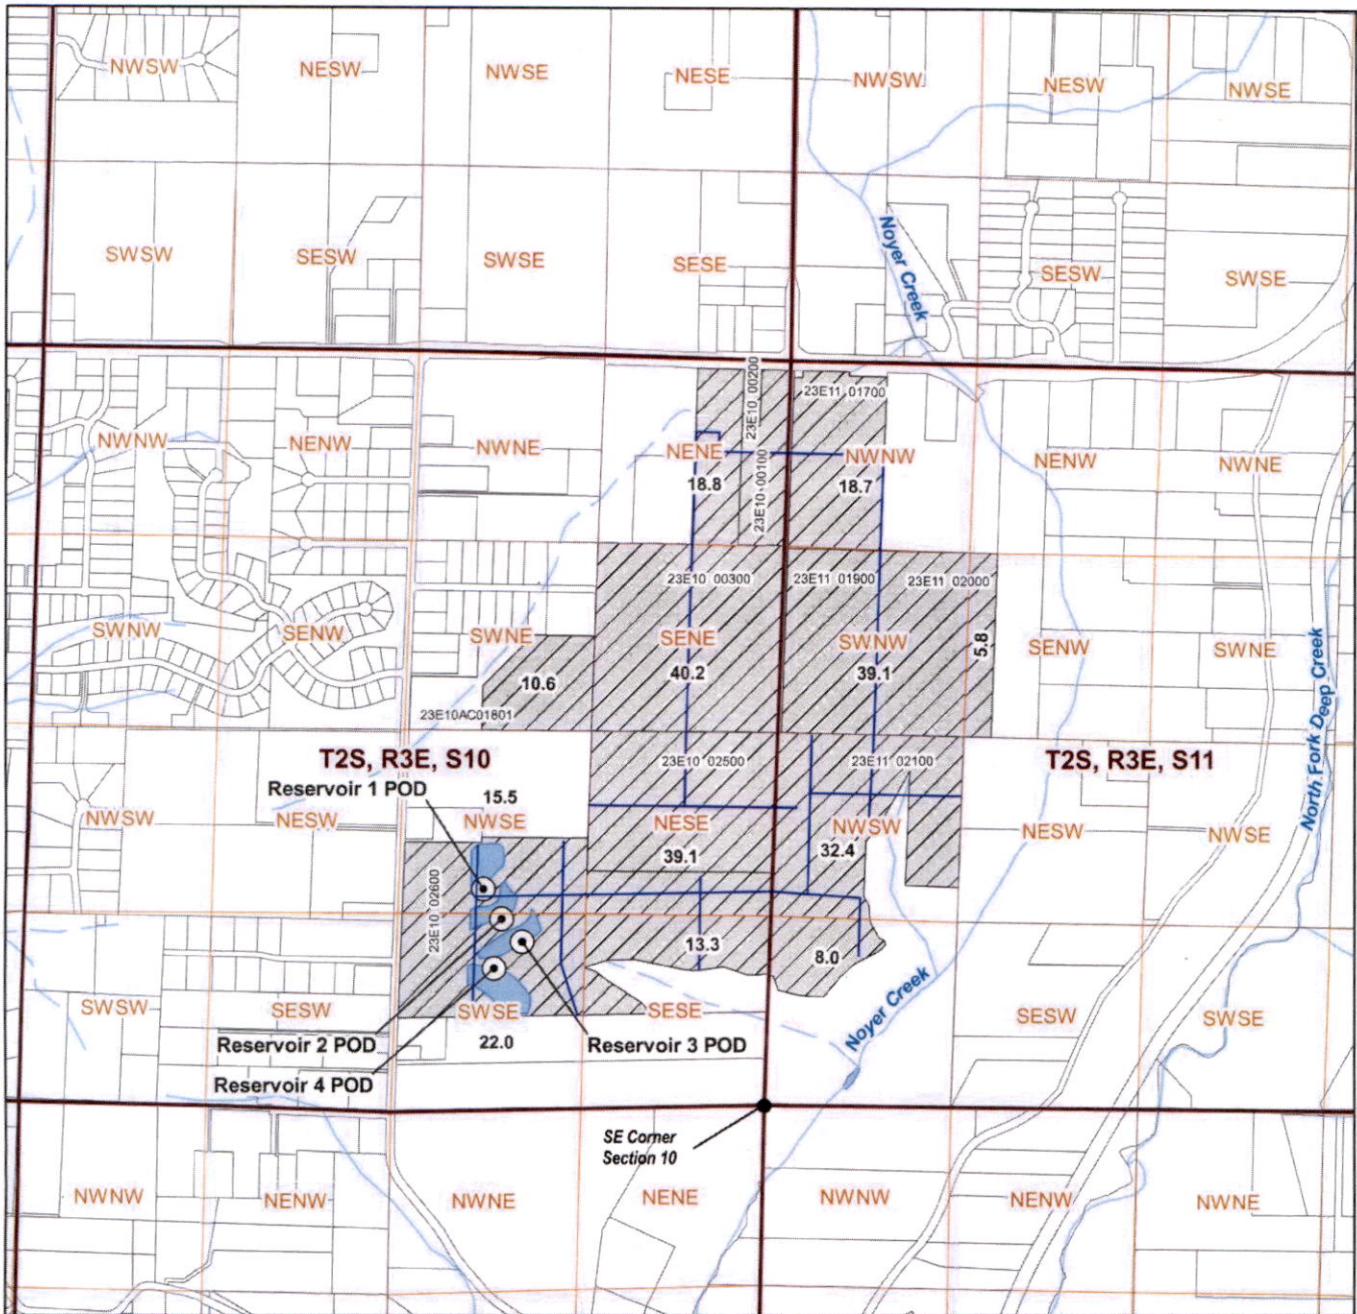 NWSW
NESW
NWSE
NESE
NWSW
NESW
NWSE
SWSW
SESW
SWSE
SESE
Noyer Creek
SESW
SWSE
23E10 00200
23E11 01700
NWNW
NENW
NWNE
NENE
NWNW
NENW
NWNE
18.8
23E10 00100
18.7
23E10 00300
23E11 01900
23E11 02000
SWNW
SENW
SWNE
SENE
SWNW
5.8
SENW
SWNE
10.6
40.2
39.1
23E10AC01801
North Fork Deep Creek
T2S, R3E, S10
23E10 02500
23E11 02100
T2S, R3E, S11
Reservoir 1 POD
15.5
NWSW
NESW
NWSE
NESE
NWSW
NESW
NWSE
39.1
32.4
23E10 02600
13.3
8.0
SWSW
SESW
SWSE
SESE
Noyer Creek
SESW
SWSE
Reservoir 2 POD
22.0
Reservoir 3 POD
Reservoir 4 POD
SE Corner
Section 10
NWNW
NENW
NWNE
NENE
NWNW
NENW
NWNE